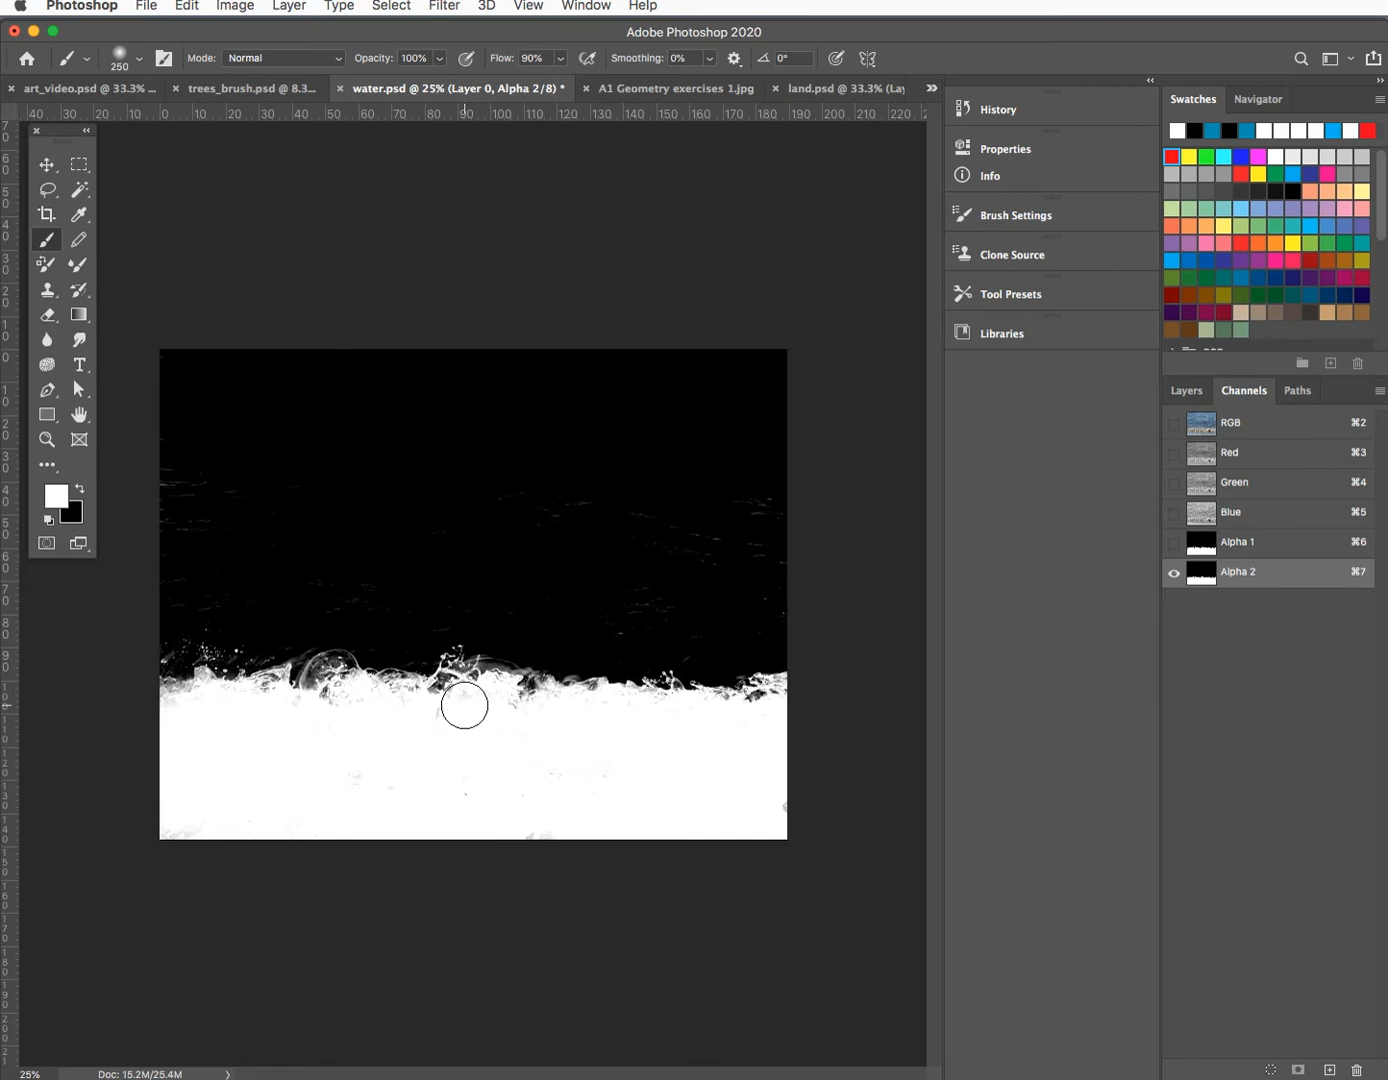 Photoshop File Edit Image Layer Type Select Filter 3D View Window Help
Adobe Photoshop 2020
250 Mode: Normal Opacity: 100% Flow: 90% Smoothing: 0% 0°
art_video.psd @ 33.3% ... trees_brush.psd @ 8.3... water.psd @ 25% (Layer 0, Alpha 2/8) * A1 Geometry exercises 1.jpg land.psd @ 33.3% (La
40 30 20 10 0 10 20 30 40 50 60 70 80 90 100 110 120 130 140 150 160 170 180 190 200 210 220
History
Properties
Info
Brush Settings
Clone Source
Tool Presets
Libraries
Swatches Navigator
Layers Channels Paths
RGB ⌘2
Red ⌘3
Green ⌘4
Blue ⌘5
Alpha 1 ⌘6
Alpha 2 ⌘7
25% Doc: 15.2M/25.4M